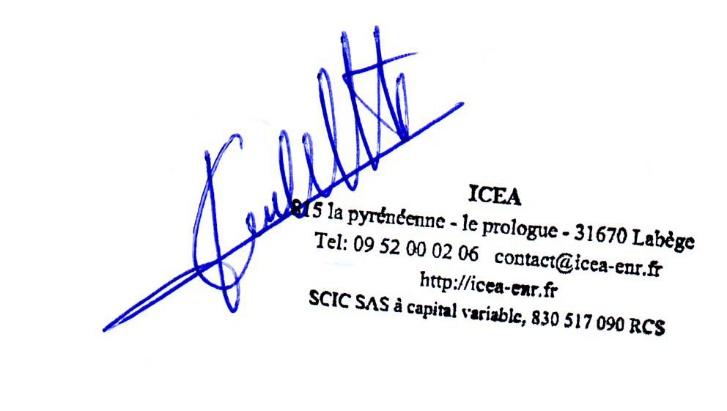 ICEA
815 la pyrénéenne - le prologue - 31670 Labège
Tel: 09 52 00 02 06 contact@icea-enr.fr
http://icea-enr.fr
SCIC SAS à capital variable, 830 517 090 RCS